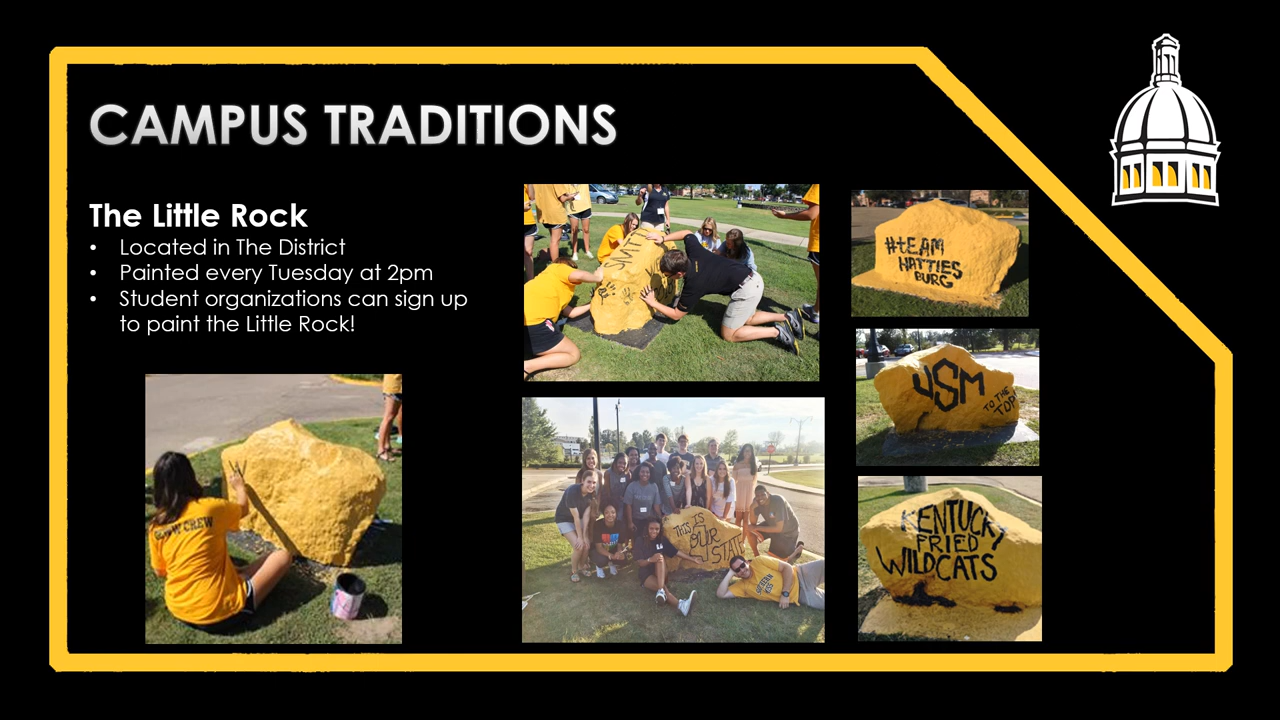 CAMPUS TRADITIONS
The Little Rock
• Located in The District
• Painted every Tuesday at 2pm
• Student organizations can sign up
to paint the Little Rock!
CREW
SMT
#tEAM
HATTIES
BURG
USM
TO THE
TOP!
THIS IS
OUR
STATE
KENTUCKY
FRIED
WILDCATS